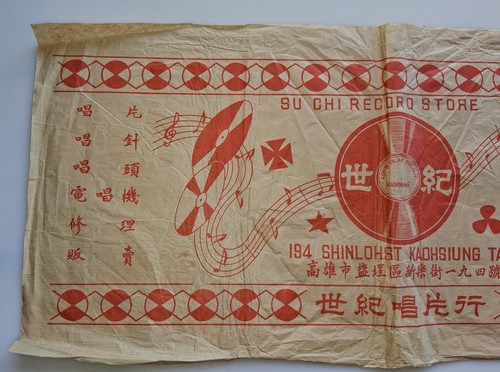 SU CHI RECORD STORE
唱 片
唱 針
唱 頭
電 唱 機
修 理
販 賣
世 紀
KAOHSIUNG
194 SHINLOHST KAOHSIUNG TA
高雄市鹽埕區新樂街一九四號
世紀唱片行